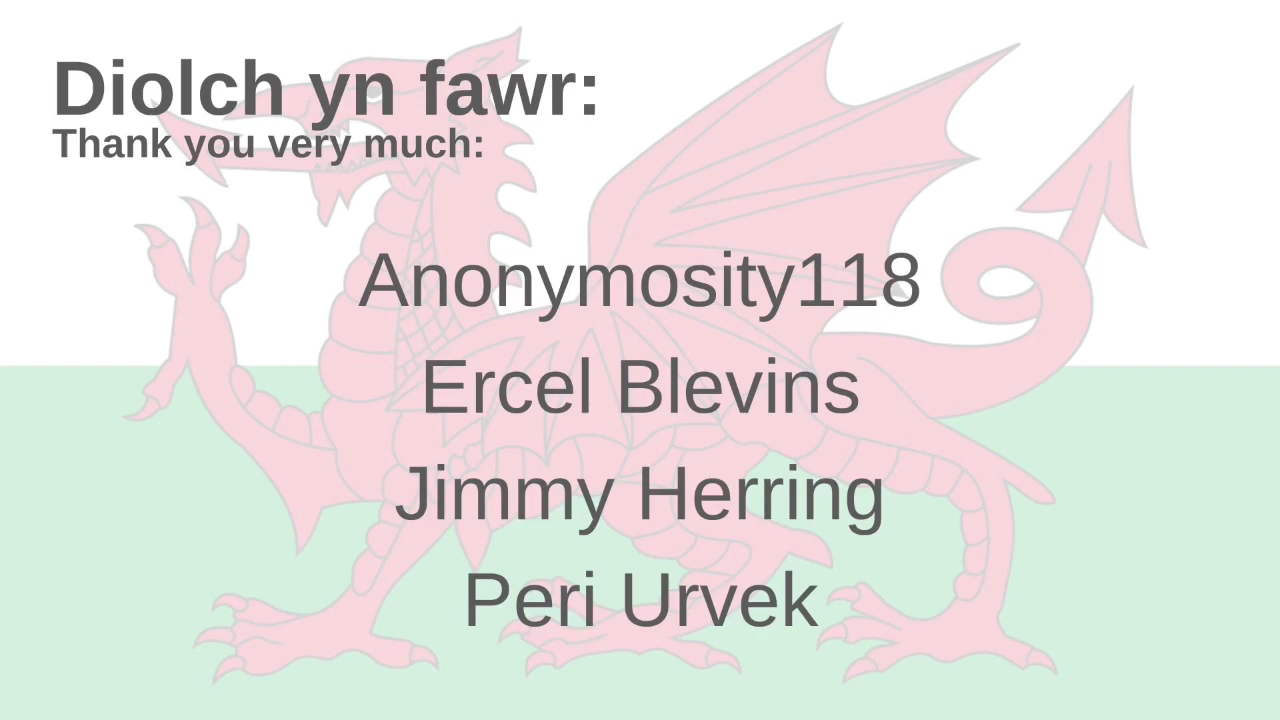 Diolch yn fawr:
Thank you very much:
Anonymosity118
Ercel Blevins
Jimmy Herring
Peri Urvek